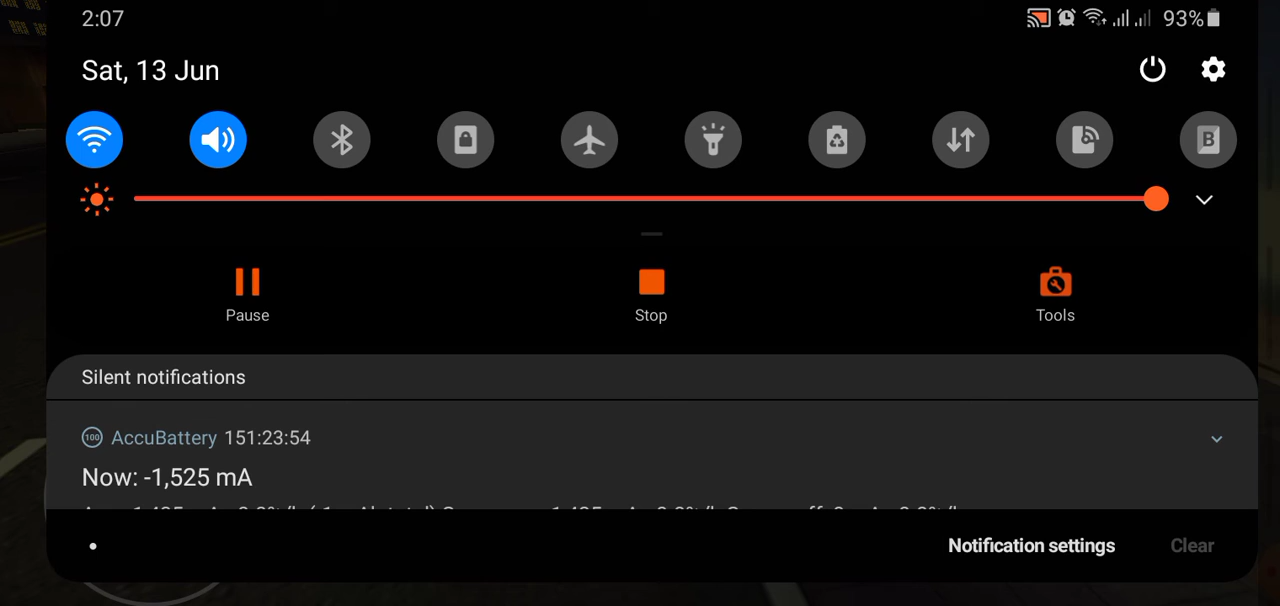 2:07
93%
Sat, 13 Jun
B
Pause
Stop
Tools
Silent notifications
100 AccuBattery 151:23:54
Now: -1,525 mA
Notification settings
Clear